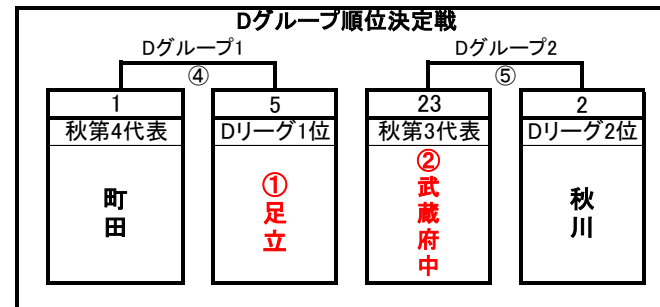 Dグループ順位決定戦
Dグループ1 Dグループ2
④ ⑤
1 5 23 2
秋第4代表 Dリーグ1位 秋第3代表 Dリーグ2位
町田
①足立
②武蔵府中
秋川